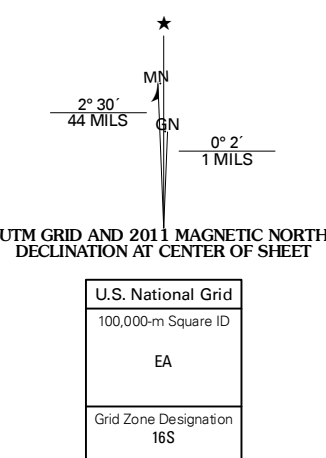 ★
MN
2° 30´
44 MILS
GN
0° 2´
1 MILS
UTM GRID AND 2011 MAGNETIC NORTH
DECLINATION AT CENTER OF SHEET
U.S. National Grid
100,000-m Square ID
EA
Grid Zone Designation
16S